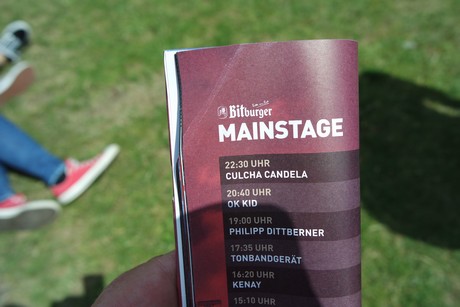 Bitburger
MAINSTAGE
22:30 UHR
CULCHA CANDELA
20:40 UHR
OK KID
19:00 UHR
PHILIPP DITTBERNER
17:35 UHR
TONBANDGERÄT
16:20 UHR
KENAY
15:10 UHR